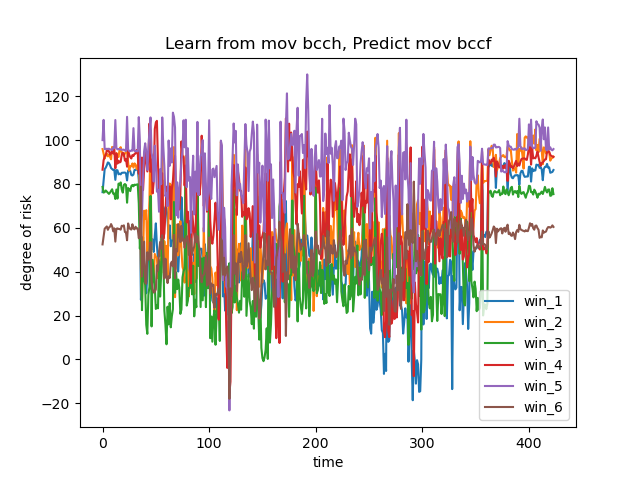 Learn from mov bcch, Predict mov bccf
degree of risk
120
100
80
60
40
20
0
−20
0 100 200 300 400
time
win_1
win_2
win_3
win_4
win_5
win_6